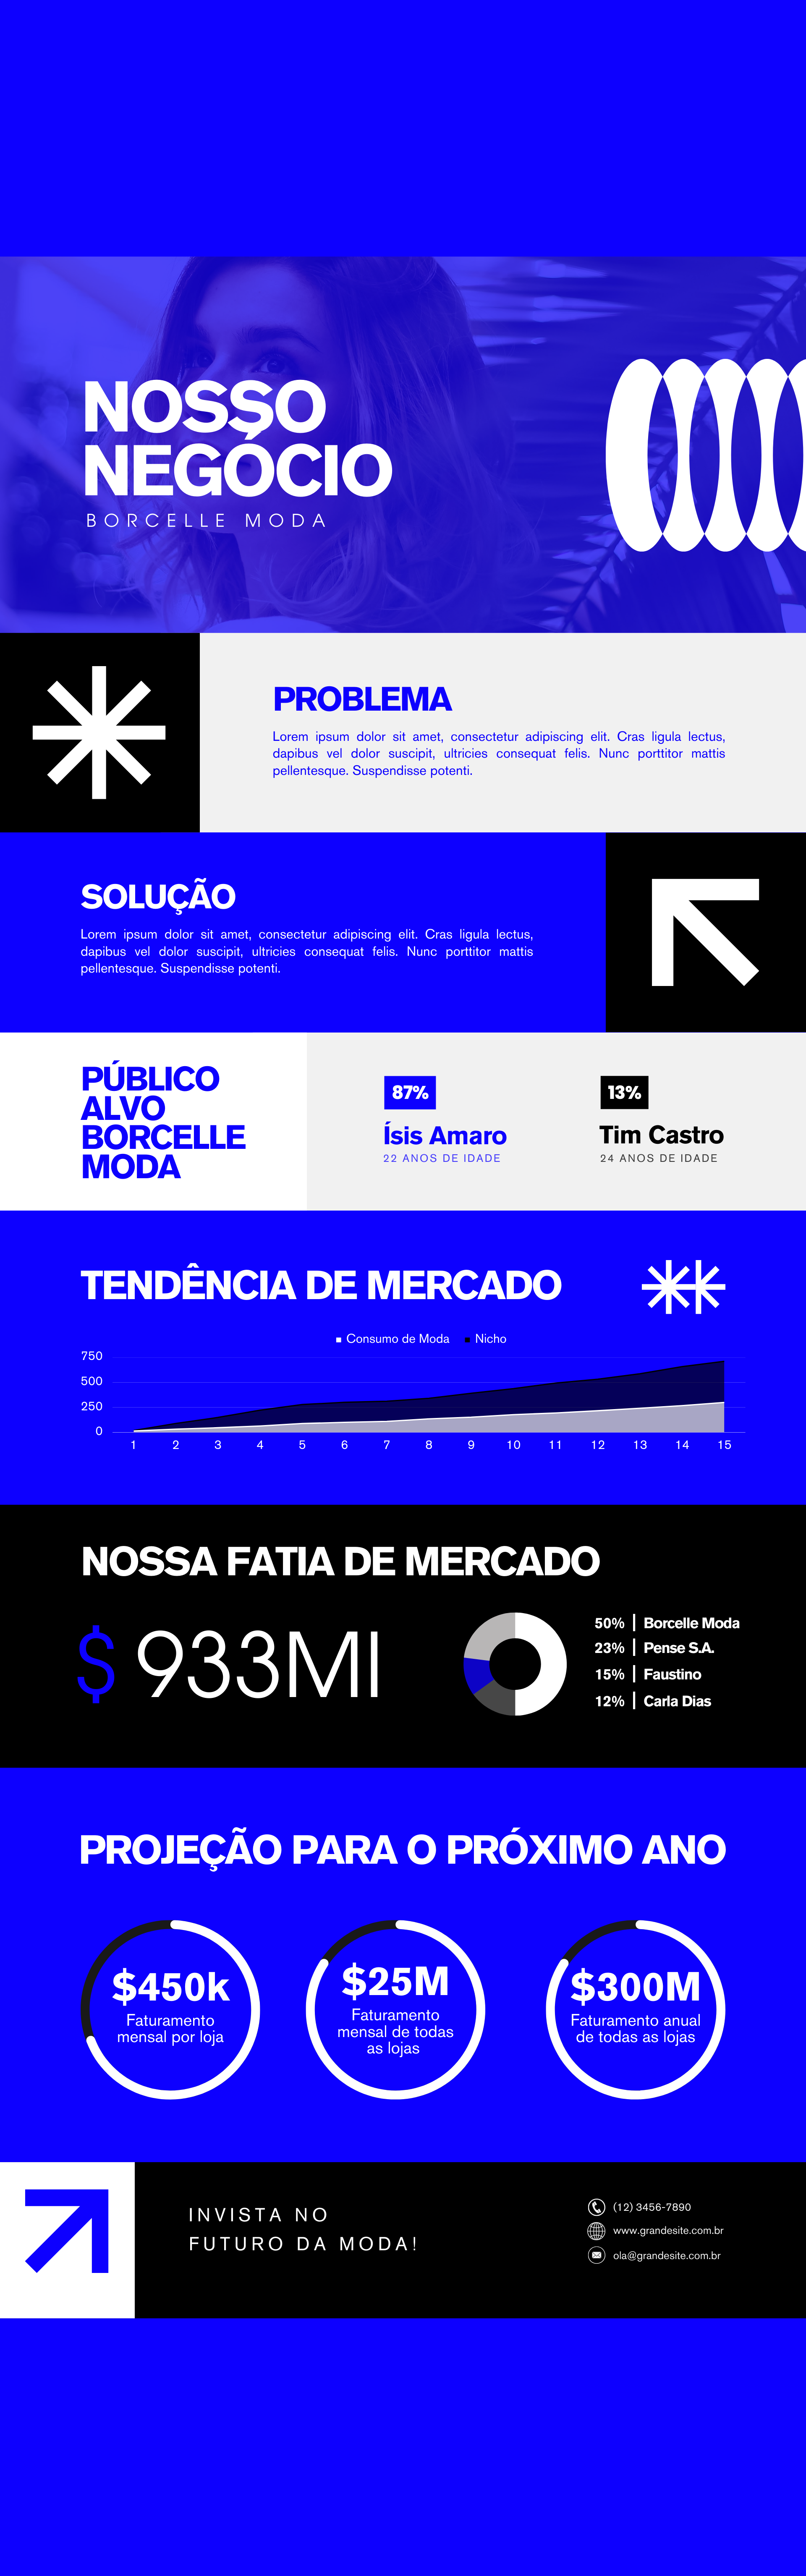 NOSSO
NEGÓCIO
BORCELLE MODA
PROBLEMA
Lorem ipsum dolor sit amet, consectetur adipiscing elit. Cras ligula lectus,
dapibus vel dolor suscipit, ultricies consequat felis. Nunc porttitor mattis
pellentesque. Suspendisse potenti.
SOLUÇÃO
Lorem ipsum dolor sit amet, consectetur adipiscing elit. Cras ligula lectus,
dapibus vel dolor suscipit, ultricies consequat felis. Nunc porttitor mattis
pellentesque. Suspendisse potenti.
PÚBLICO
ALVO
BORCELLE
MODA
87%
Ísis Amaro
22 ANOS DE IDADE
13%
Tim Castro
24 ANOS DE IDADE
TENDÊNCIA DE MERCADO
Consumo de Moda Nicho
750
500
250
0
1 2 3 4 5 6 7 8 9 10 11 12 13 14 15
NOSSA FATIA DE MERCADO
$ 933MI
50% | Borcelle Moda
23% | Pense S.A.
15% | Faustino
12% | Carla Dias
PROJEÇÃO PARA O PRÓXIMO ANO
$450k
Faturamento
mensal por loja
$25M
Faturamento
mensal de todas
as lojas
$300M
Faturamento anual
de todas as lojas
INVISTA NO
FUTURO DA MODA!
(12) 3456-7890
www.grandesite.com.br
ola@grandesite.com.br